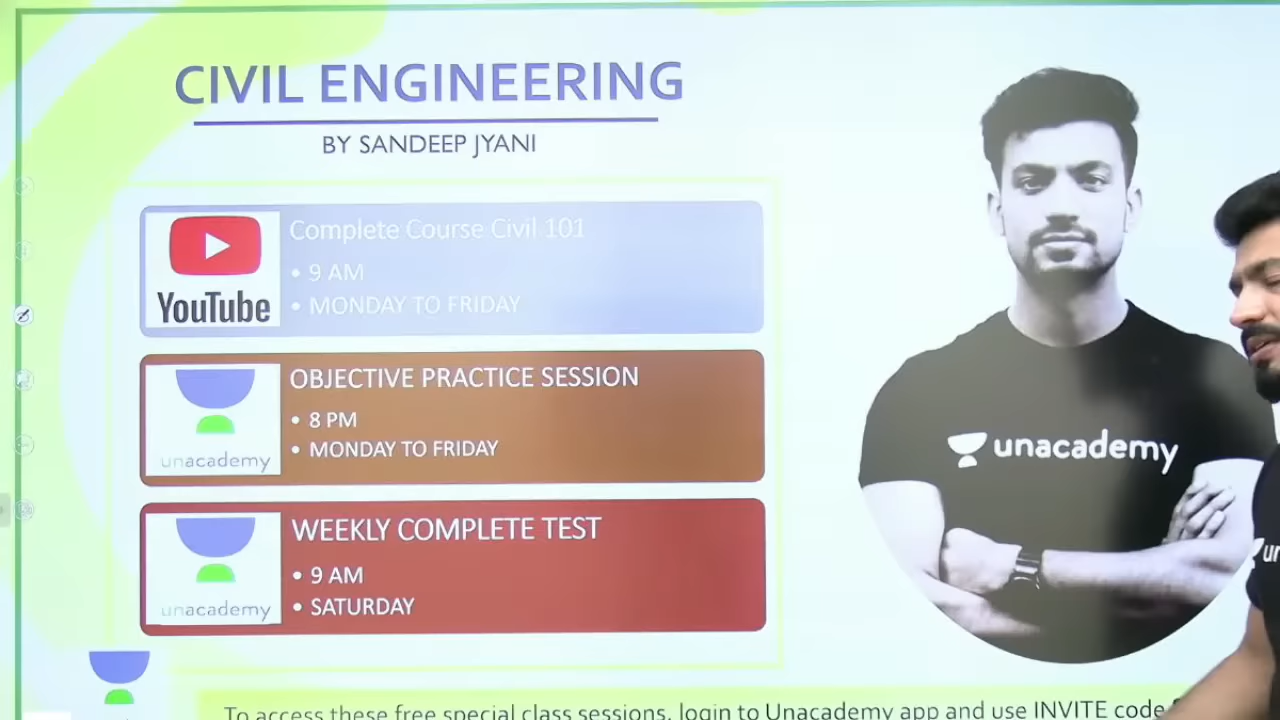 CIVIL ENGINEERING
BY SANDEEP JYANI
YouTube
Complete Course Civil 101
• 9 AM
• MONDAY TO FRIDAY
unacademy
OBJECTIVE PRACTICE SESSION
• 8 PM
• MONDAY TO FRIDAY
unacademy
WEEKLY COMPLETE TEST
• 9 AM
• SATURDAY
unacademy
To access these free special class sessions, login to Unacademy app and use INVITE code